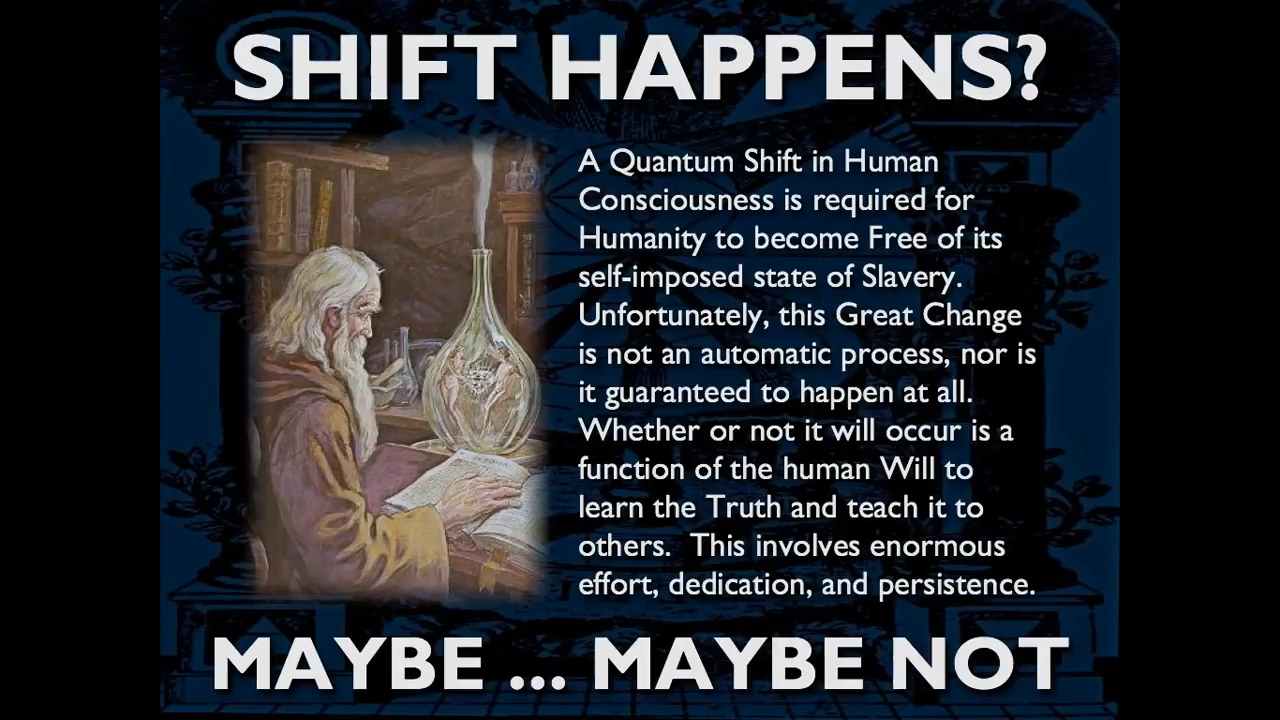 SHIFT HAPPENS?
A Quantum Shift in Human
Consciousness is required for
Humanity to become Free of its
self-imposed state of Slavery.
Unfortunately, this Great Change
is not an automatic process, nor is
it guaranteed to happen at all.
Whether or not it will occur is a
function of the human Will to
learn the Truth and teach it to
others.  This involves enormous
effort, dedication, and persistence.
MAYBE ... MAYBE NOT